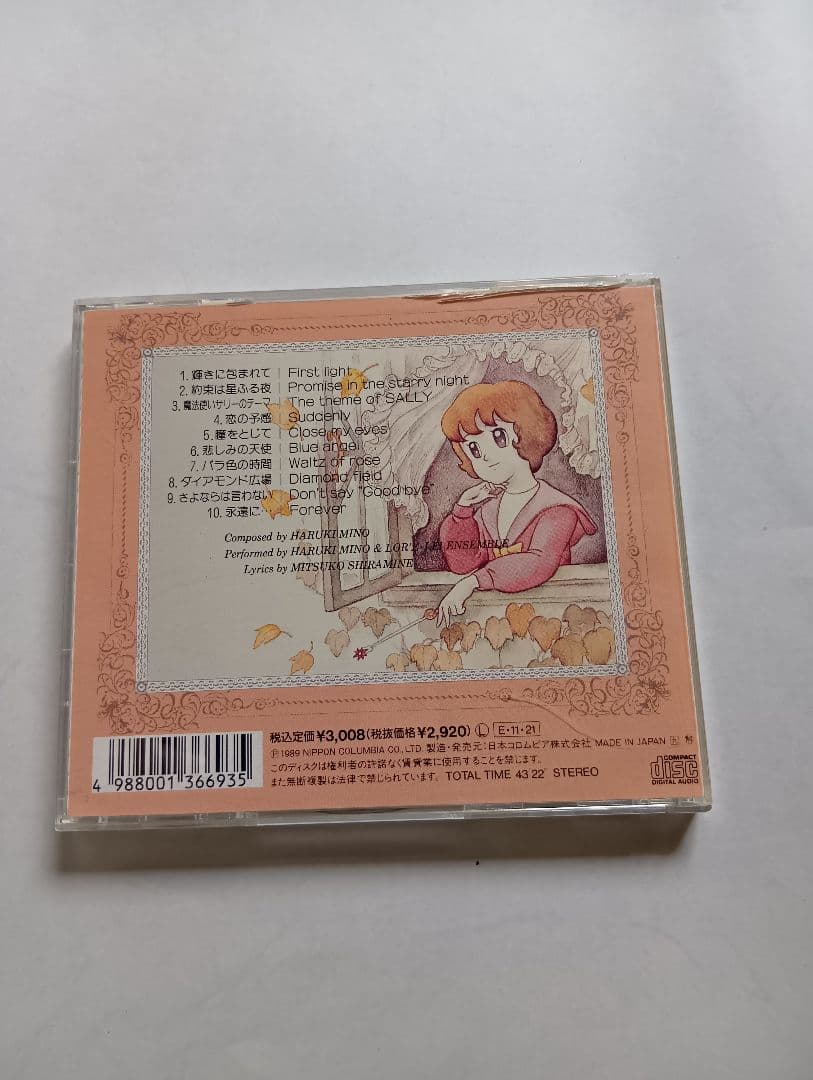 1. 輝きに包まれて | First light
2. 約束は星ふる夜 | Promise in the starry night
3. 魔法使いサリーのテーマ | The theme of SALLY
4. 恋の予感 | Suddenly
5. 瞳をとじて | Close my eyes
6. 悲しみの天使 | Blue angel
7. バラ色の時間 | Waltz of rose
8. ダイアモンド広場 | Diamond field
9. さよならは言わない | Don't say "Good bye"
10. 永遠に… | Forever
Composed by HARUKI MINO
Performed by HARUKI MINO & ENSEMBLE
Lyrics by MITSUKO SHIRAMINE
税込定価¥3,008(税抜価格¥2,920) Ⓛ E・11・21
Ⓟ1989 NIPPON COLUMBIA CO., LTD. 製造・発売元:日本コロムビア株式会社 MADE IN JAPAN
このディスクは権利者の許諾なく賃貸業に使用することを禁じます。
また無断複製は法律で禁じられています。 TOTAL TIME 43'22" STEREO
4 988001 366935
COMPACT
disc
DIGITAL AUDIO